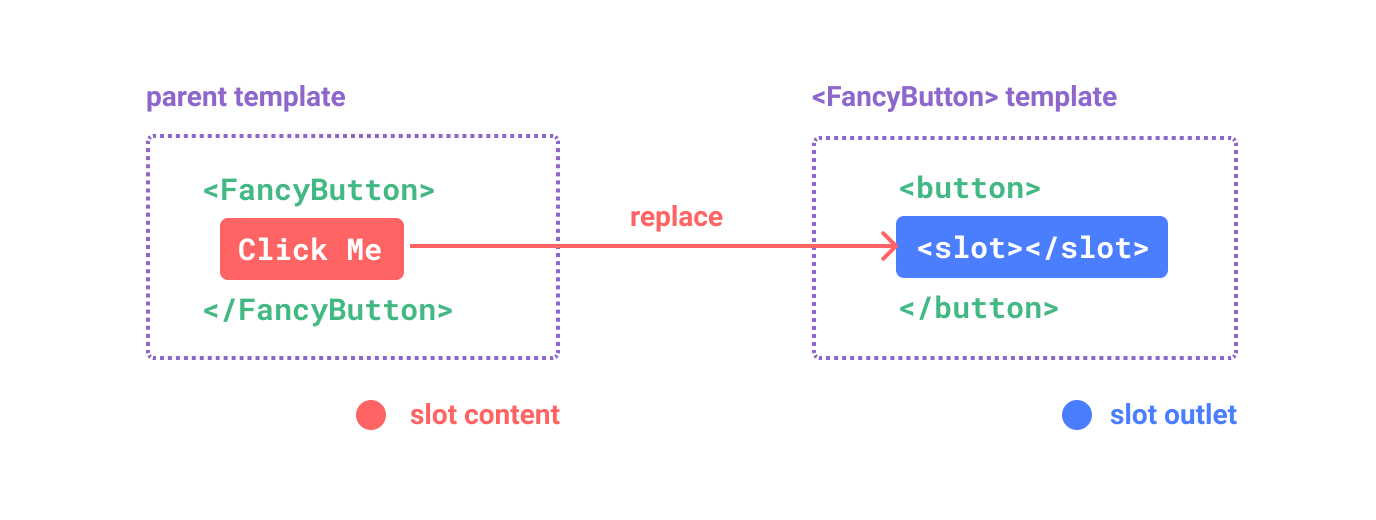 parent template
<FancyButton>
Click Me
</FancyButton>
slot content
replace
<FancyButton> template
<button>
<slot></slot>
</button>
slot outlet